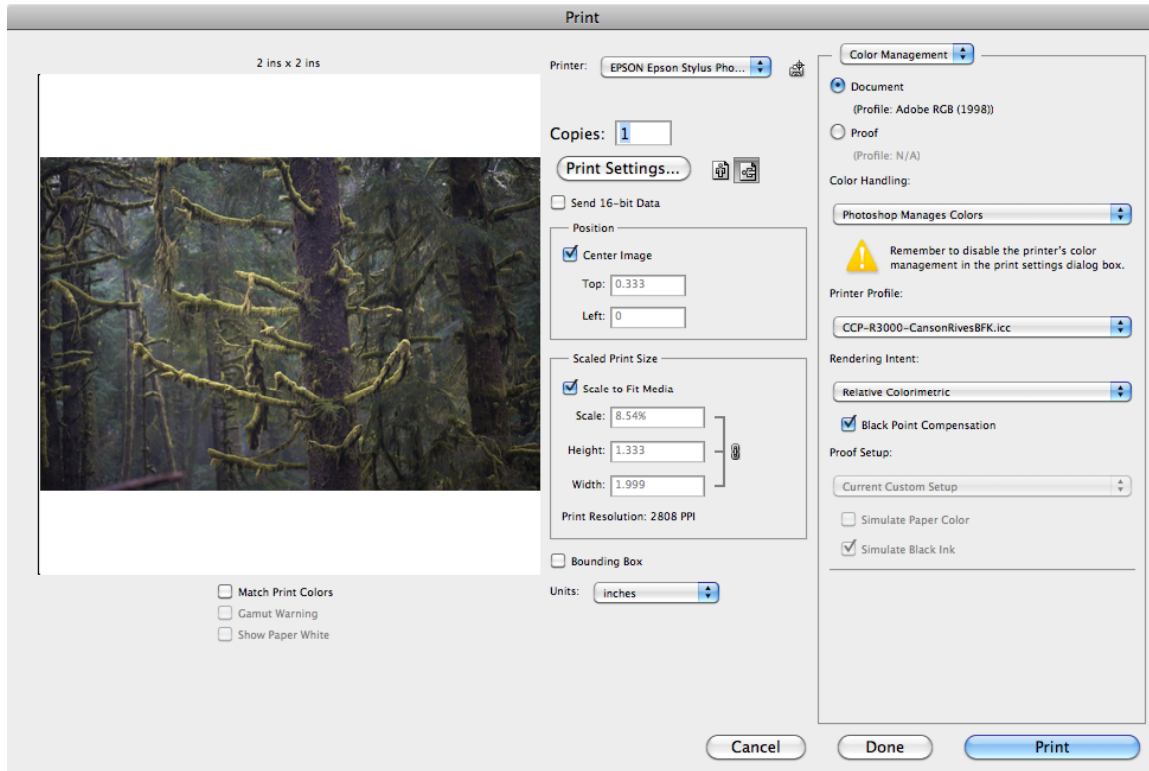 Print
2 ins x 2 ins
Printer: EPSON Epson Stylus Pho...
Copies: 1
Print Settings...
Send 16-bit Data
Position
Center Image
Top: 0.333
Left: 0
Scaled Print Size
Scale to Fit Media
Scale: 8.54%
Height: 1.333
Width: 1.999
Print Resolution: 2808 PPI
Bounding Box
Units: inches
Match Print Colors
Gamut Warning
Show Paper White
Color Management
Document
(Profile: Adobe RGB (1998))
Proof
(Profile: N/A)
Color Handling:
Photoshop Manages Colors
Remember to disable the printer's color
management in the print settings dialog box.
Printer Profile:
CCP-R3000-CansonRivesBFK.icc
Rendering Intent:
Relative Colorimetric
Black Point Compensation
Proof Setup:
Current Custom Setup
Simulate Paper Color
Simulate Black Ink
Cancel
Done
Print